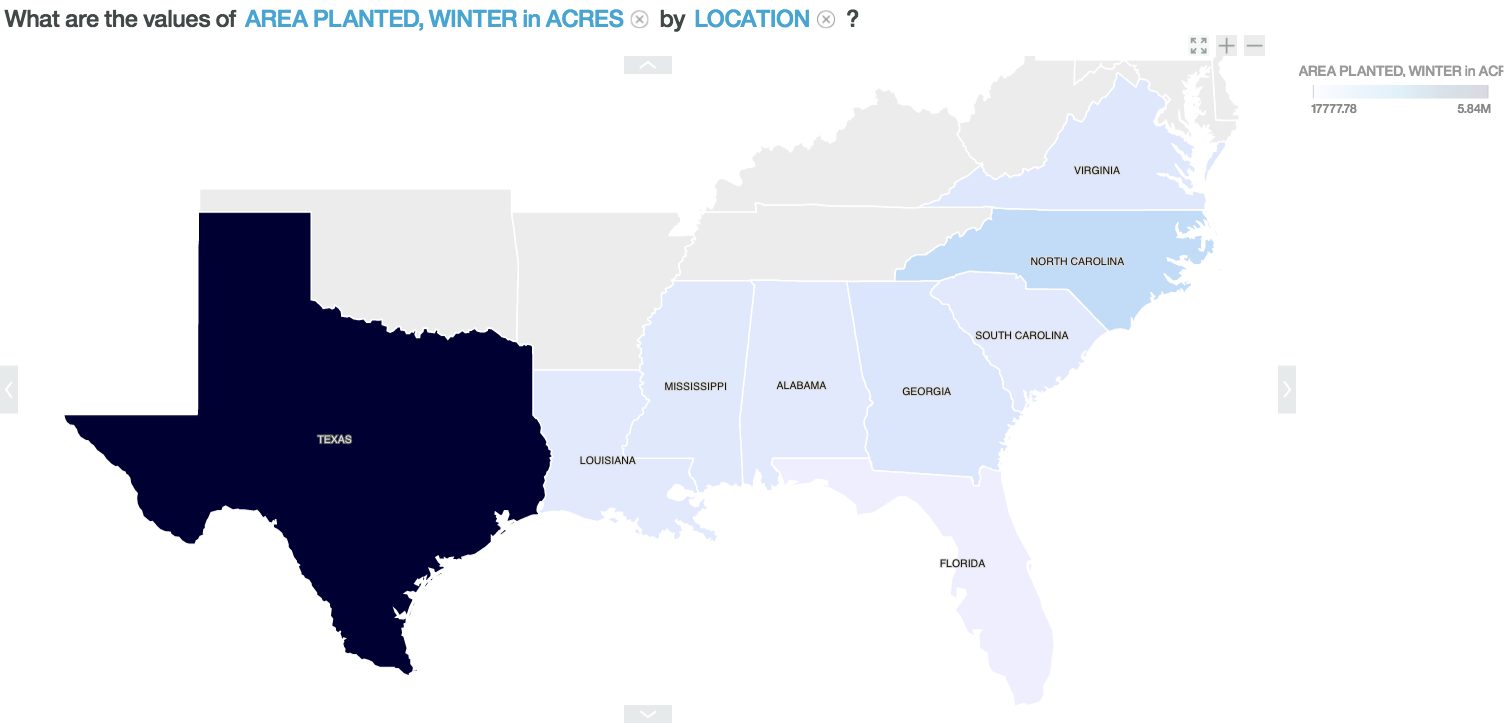 What are the values of AREA PLANTED, WINTER in ACRES by LOCATION ?
AREA PLANTED, WINTER in ACF
17777.78 5.84M
VIRGINIA
NORTH CAROLINA
SOUTH CAROLINA
MISSISSIPPI
ALABAMA
GEORGIA
TEXAS
LOUISIANA
FLORIDA